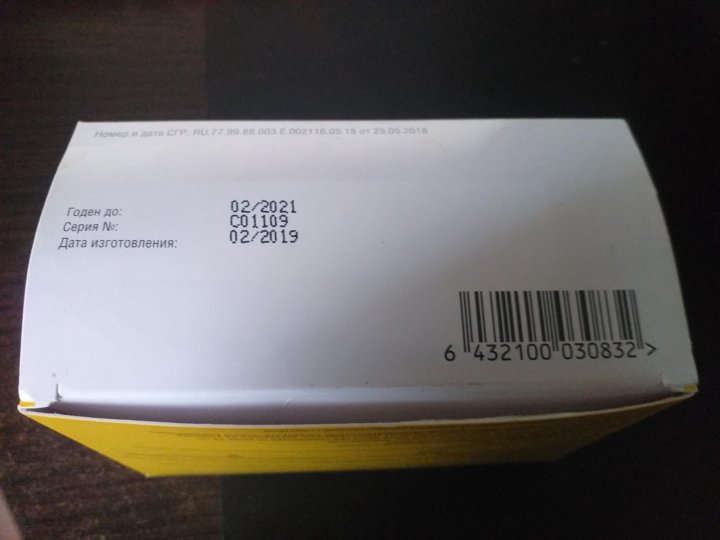 Номер и дата СГР: RU.77.99.88.003.Е.002116.05.18 от 25.05.2018
Годен до: 02/2021
Серия №: C01109
Дата изготовления: 02/2019
6 432100 030832 >